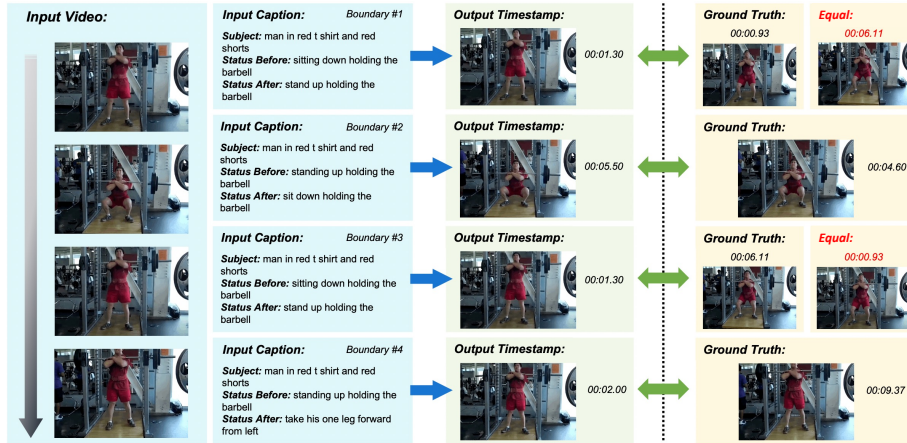 Input Video:
Input Caption: Boundary #1
Subject: man in red t shirt and red
shorts
Status Before: sitting down holding the
barbell
Status After: stand up holding the
barbell
Output Timestamp:
00:01.30
Ground Truth:
00:00.93
Equal:
00:06.11
Input Caption: Boundary #2
Subject: man in red t shirt and red
shorts
Status Before: standing up holding the
barbell
Status After: sit down holding the
barbell
Output Timestamp:
00:05.50
Ground Truth:
00:04.60
Input Caption: Boundary #3
Subject: man in red t shirt and red
shorts
Status Before: sitting down holding the
barbell
Status After: stand up holding the
barbell
Output Timestamp:
00:01.30
Ground Truth:
00:06.11
Equal:
00:00.93
Input Caption: Boundary #4
Subject: man in red t shirt and red
shorts
Status Before: standing up holding the
barbell
Status After: take his one leg forward
from left
Output Timestamp:
00:02.00
Ground Truth:
00:09.37